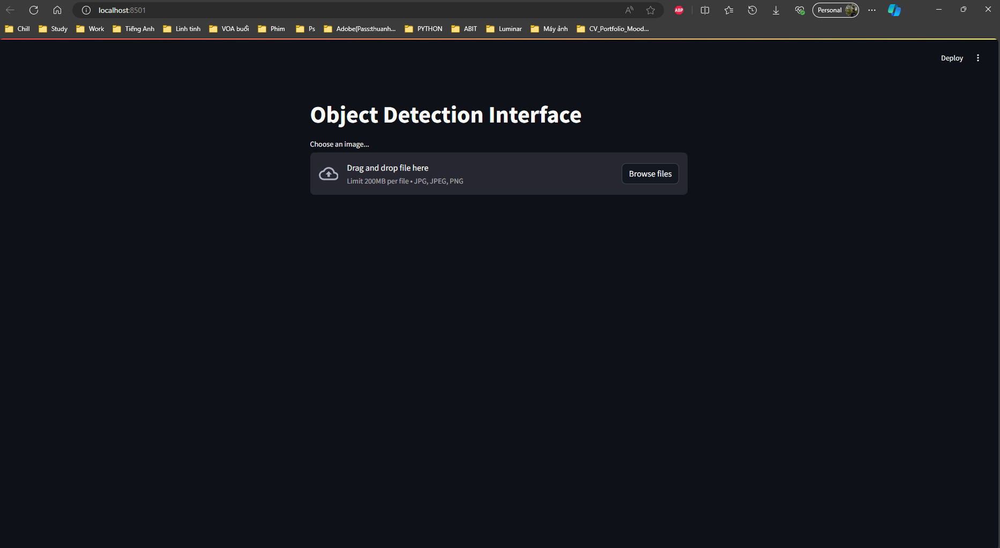 localhost:8501
A
ABP
Personal
Chill Study Work Tiếng Anh Linh tinh VOA buổi Phim Ps Adobe(Pass:thuanh... PYTHON ABIT Luminar Máy ảnh CV_Portfolio_Mood...
Deploy
Object Detection Interface
Choose an image...
Drag and drop file here
Limit 200MB per file • JPG, JPEG, PNG
Browse files